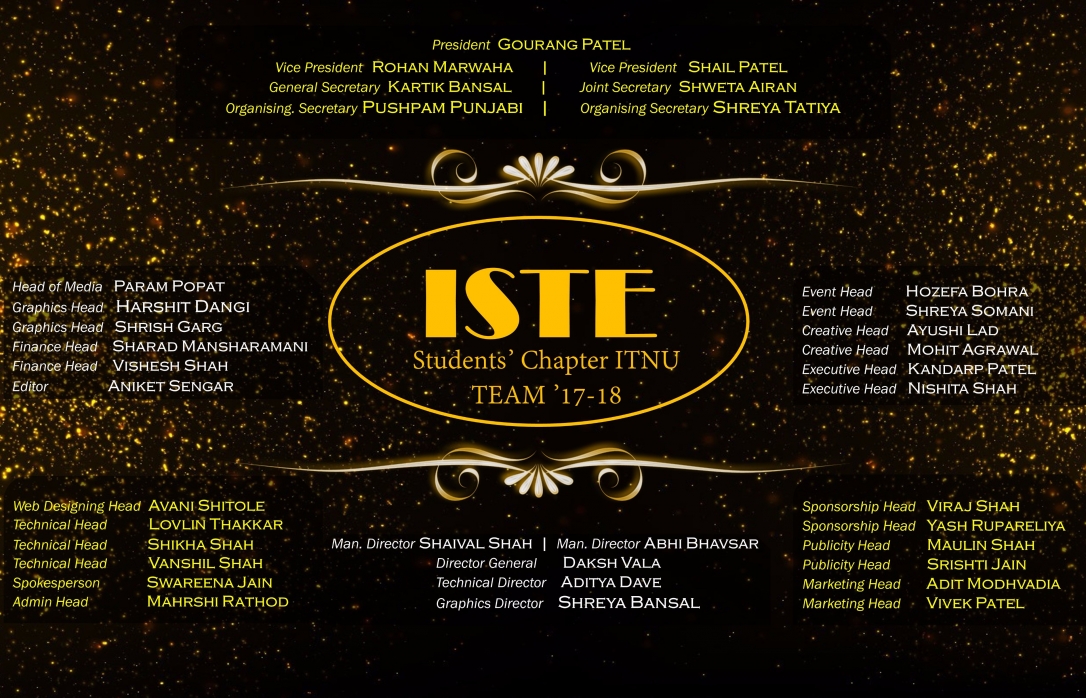 President GOURANG PATEL
Vice President ROHAN MARWAHA | Vice President SHAIL PATEL
General Secretary KARTIK BANSAL | Joint Secretary SHWETA AIRAN
Organising. Secretary PUSHPAM PUNJABI | Organising Secretary SHREYA TATIYA
ISTE
Students' Chapter ITNU
TEAM '17-18
Head of Media PARAM POPAT
Graphics Head HARSHIT DANGI
Graphics Head SHRISH GARG
Finance Head SHARAD MANSHARAMANI
Finance Head VISHESH SHAH
Editor ANIKET SENGAR
Event Head HOZEFA BOHRA
Event Head SHREYA SOMANI
Creative Head AYUSHI LAD
Creative Head MOHIT AGRAWAL
Executive Head KANDARP PATEL
Executive Head NISHITA SHAH
Web Designing Head AVANI SHITOLE
Technical Head LOVLIN THAKKAR
Technical Head SHIKHA SHAH
Technical Head VANSHIL SHAH
Spokesperson SWAREENA JAIN
Admin Head MAHRSHI RATHOD
Man. Director SHAIVAL SHAH | Man. Director ABHI BHAVSAR
Director General DAKSH VALA
Technical Director ADITYA DAVE
Graphics Director SHREYA BANSAL
Sponsorship Head VIRAJ SHAH
Sponsorship Head YASH RUPARELIYA
Publicity Head MAULIN SHAH
Publicity Head SRISHTI JAIN
Marketing Head ADIT MODHVADIA
Marketing Head VIVEK PATEL